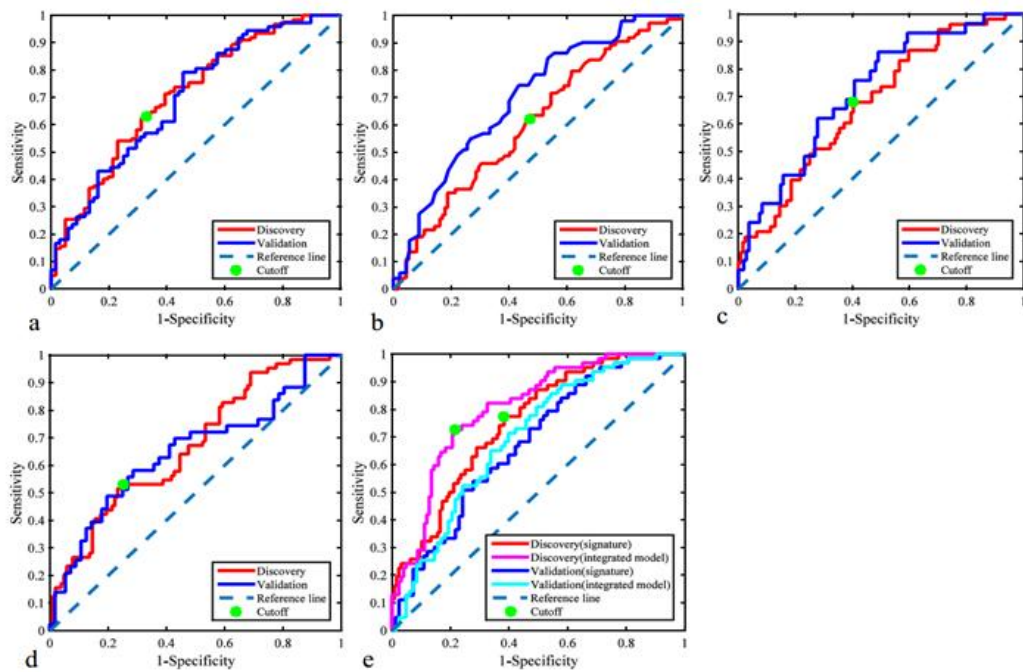 1
0.9
0.8
0.7
0.6
0.5
0.4
0.3
0.2
0.1
0
Sensitivity
Discovery
Validation
Reference line
Cutoff
0 0.2 0.4 0.6 0.8 1
1-Specificity
a
1
0.9
0.8
0.7
0.6
0.5
0.4
0.3
0.2
0.1
0
Sensitivity
Discovery
Validation
Reference line
Cutoff
0 0.2 0.4 0.6 0.8 1
1-Specificity
b
1
0.9
0.8
0.7
0.6
0.5
0.4
0.3
0.2
0.1
0
Sensitivity
Discovery
Validation
Reference line
Cutoff
0 0.2 0.4 0.6 0.8 1
1-Specificity
c
1
0.9
0.8
0.7
0.6
0.5
0.4
0.3
0.2
0.1
0
Sensitivity
Discovery
Validation
Reference line
Cutoff
0 0.2 0.4 0.6 0.8 1
1-Specificity
d
1
0.9
0.8
0.7
0.6
0.5
0.4
0.3
0.2
0.1
0
Sensitivity
Discovery(signature)
Discovery(integrated model)
Validation(signature)
Validation(integrated model)
Reference line
Cutoff
0 0.2 0.4 0.6 0.8 1
1-Specificity
e